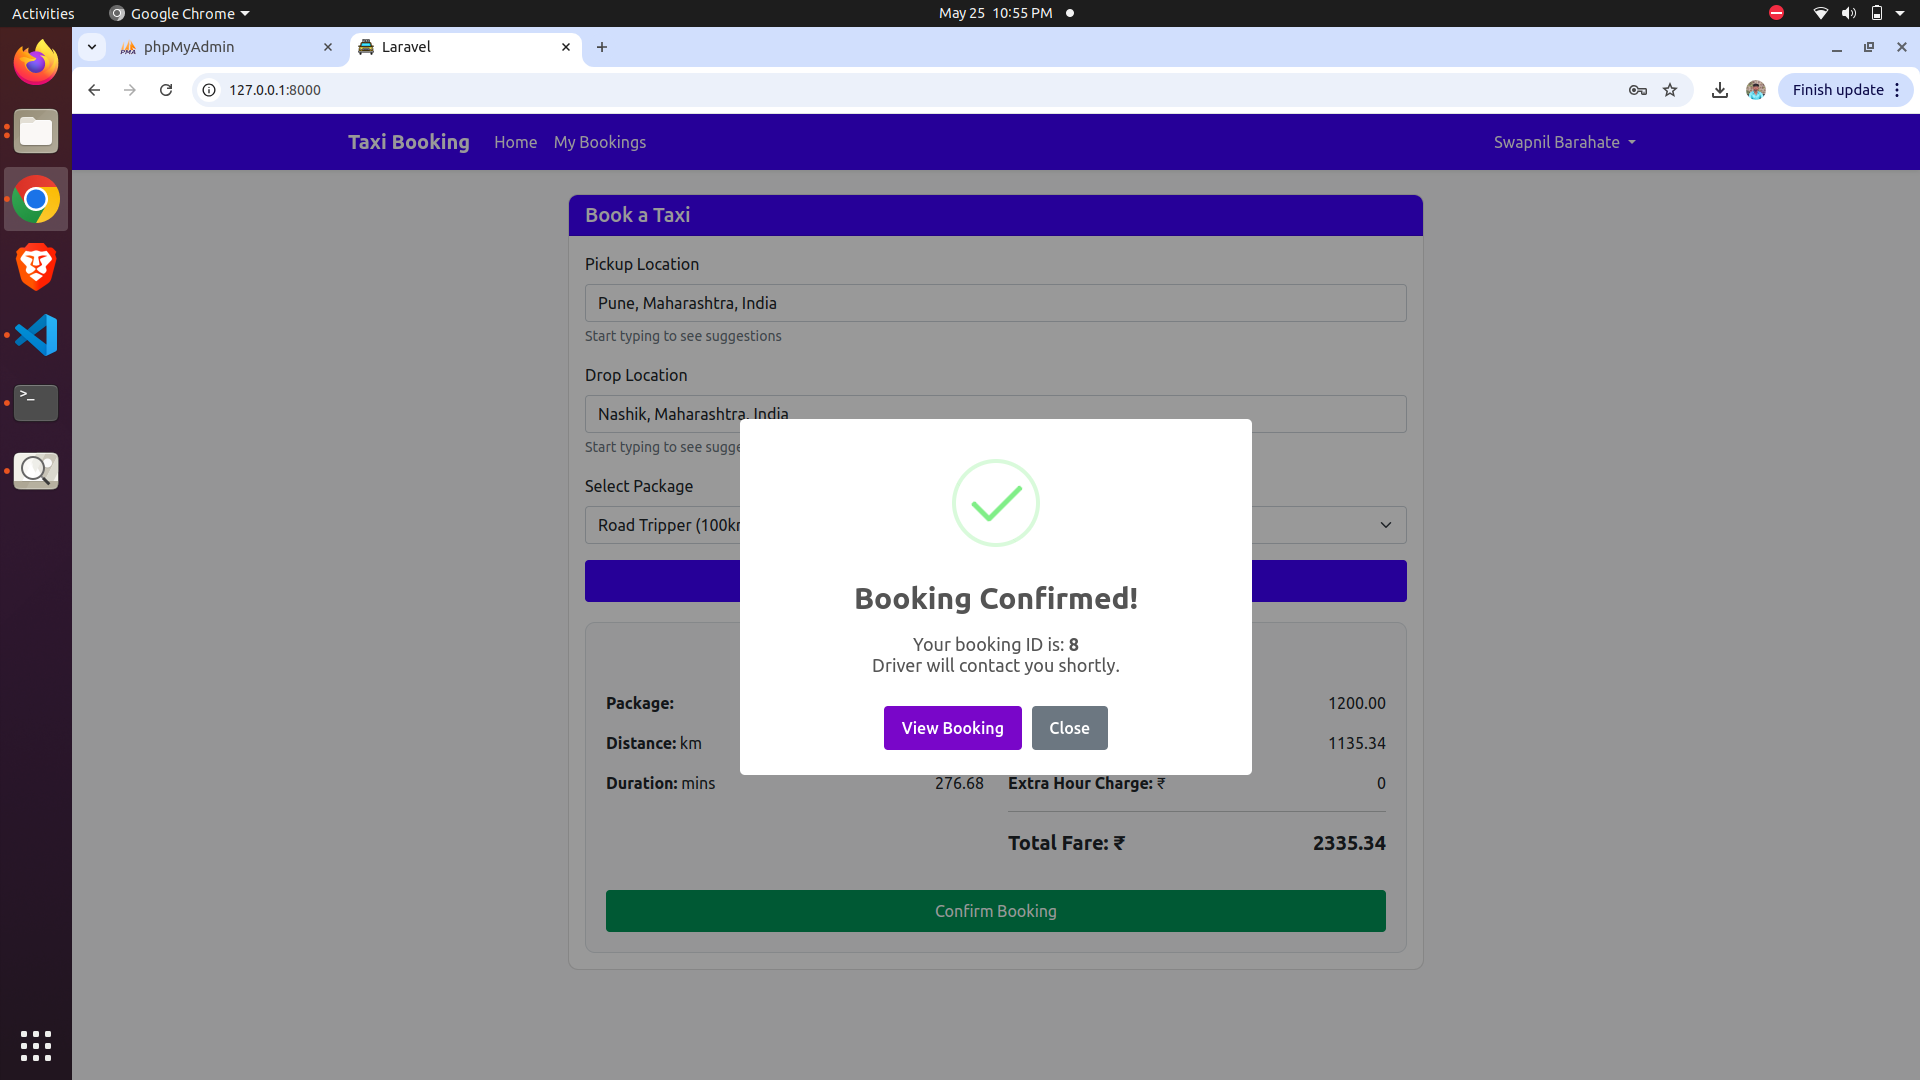 Activities
Google Chrome
May 25 10:55 PM
phpMyAdmin
Laravel
127.0.0.1:8000
Finish update
Taxi Booking
Home
My Bookings
Swapnil Barahate
Book a Taxi
Pickup Location
Pune, Maharashtra, India
Start typing to see suggestions
Drop Location
Nashik, Maharashtra, India
Start typing to see
Select Package
Road Tripper
Booking Confirmed!
Your booking ID is: 8
Driver will contact you shortly.
View Booking
Close
Package:
1200.00
Distance: km
1135.34
Duration: mins
276.68
Extra Hour Charge: ₹
0
Total Fare: ₹
2335.34
Confirm Booking